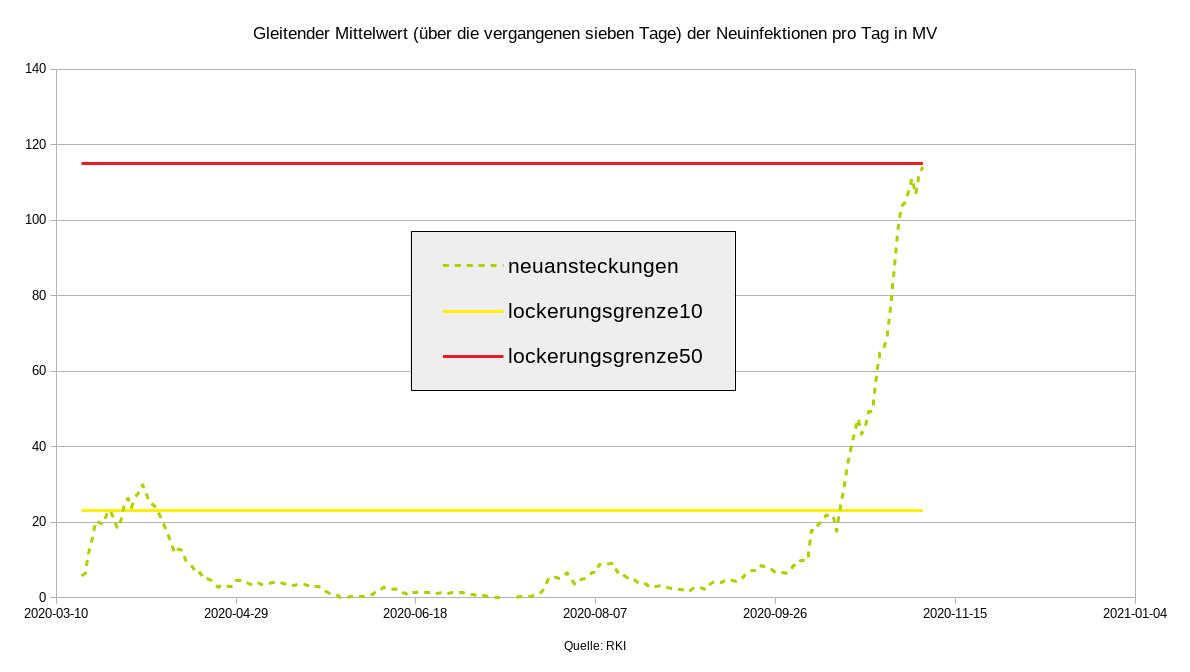 Gleitender Mittelwert (über die vergangenen sieben Tage) der Neuinfektionen pro Tag in MV
140
120
100
80
60
40
20
0
neuansteckungen
lockerungsgrenze10
lockerungsgrenze50
2020-03-10 2020-04-29 2020-06-18 2020-08-07 2020-09-26 2020-11-15 2021-01-04
Quelle: RKI